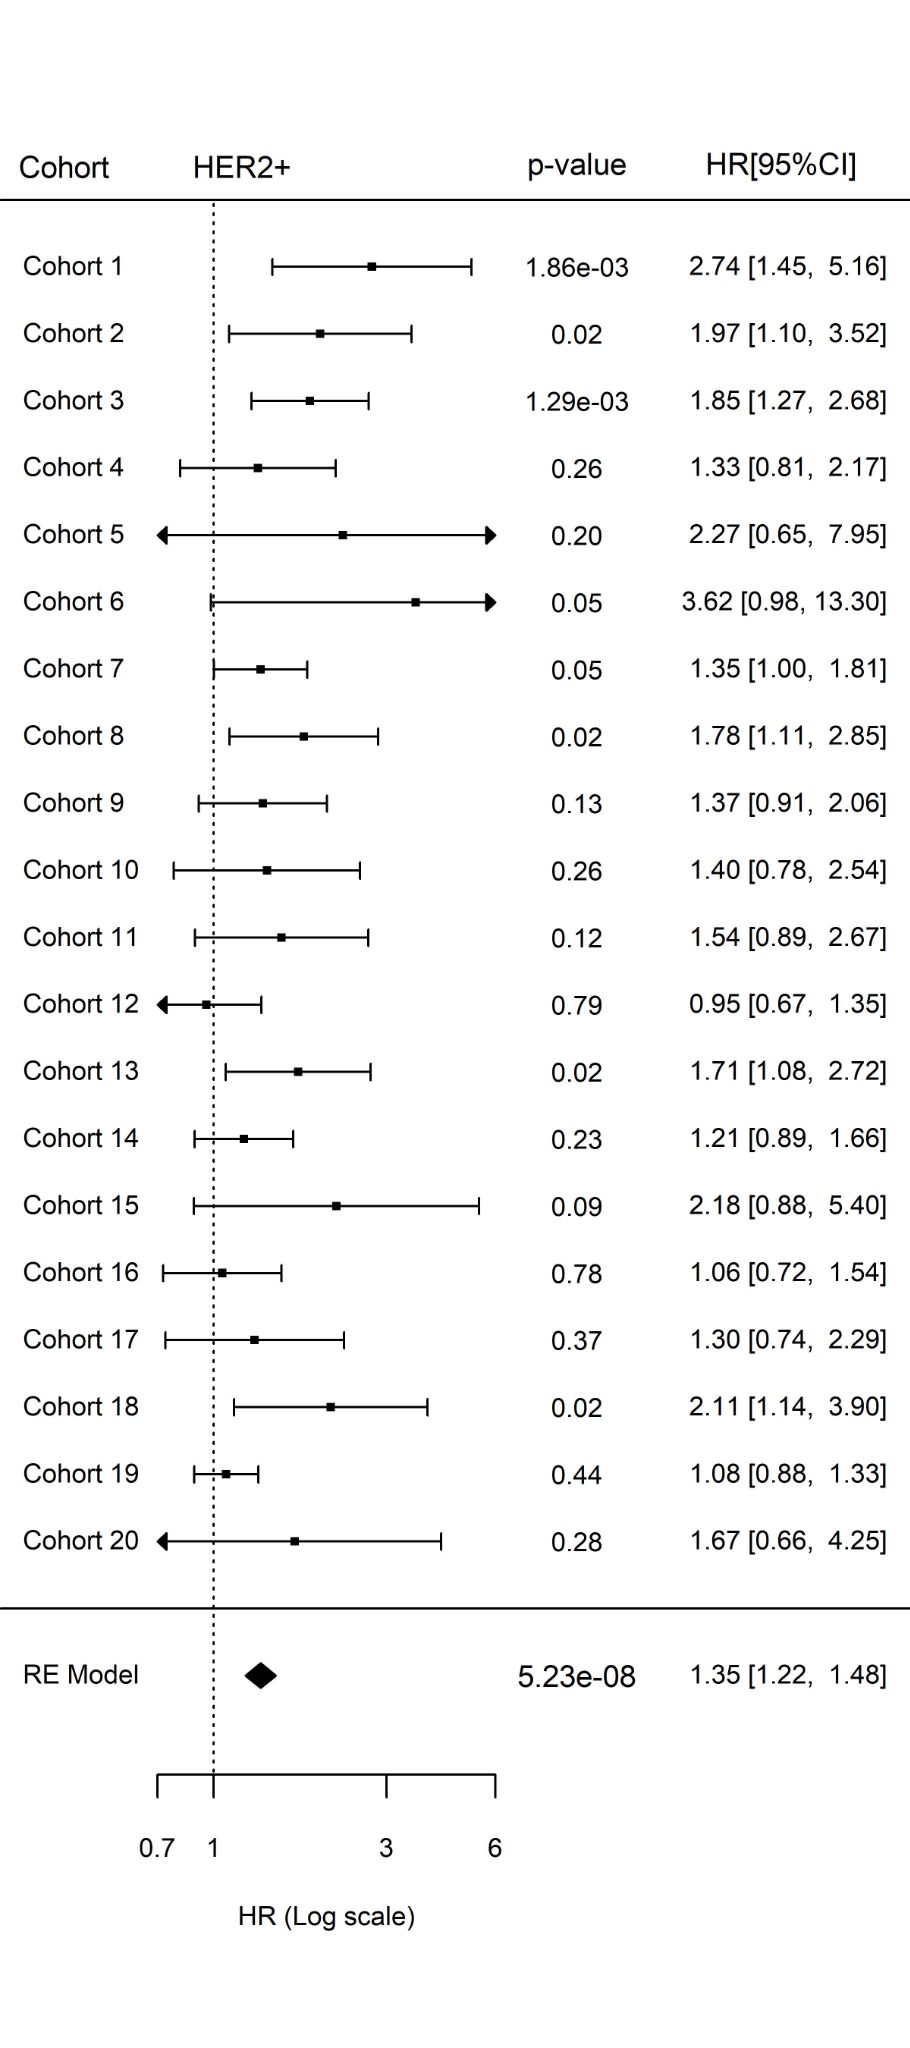 Cohort HER2+ p-value HR[95%CI]
Cohort 1 1.86e-03 2.74 [1.45, 5.16]
Cohort 2 0.02 1.97 [1.10, 3.52]
Cohort 3 1.29e-03 1.85 [1.27, 2.68]
Cohort 4 0.26 1.33 [0.81, 2.17]
Cohort 5 0.20 2.27 [0.65, 7.95]
Cohort 6 0.05 3.62 [0.98, 13.30]
Cohort 7 0.05 1.35 [1.00, 1.81]
Cohort 8 0.02 1.78 [1.11, 2.85]
Cohort 9 0.13 1.37 [0.91, 2.06]
Cohort 10 0.26 1.40 [0.78, 2.54]
Cohort 11 0.12 1.54 [0.89, 2.67]
Cohort 12 0.79 0.95 [0.67, 1.35]
Cohort 13 0.02 1.71 [1.08, 2.72]
Cohort 14 0.23 1.21 [0.89, 1.66]
Cohort 15 0.09 2.18 [0.88, 5.40]
Cohort 16 0.78 1.06 [0.72, 1.54]
Cohort 17 0.37 1.30 [0.74, 2.29]
Cohort 18 0.02 2.11 [1.14, 3.90]
Cohort 19 0.44 1.08 [0.88, 1.33]
Cohort 20 0.28 1.67 [0.66, 4.25]
RE Model 5.23e-08 1.35 [1.22, 1.48]
0.7 1 3 6
HR (Log scale)